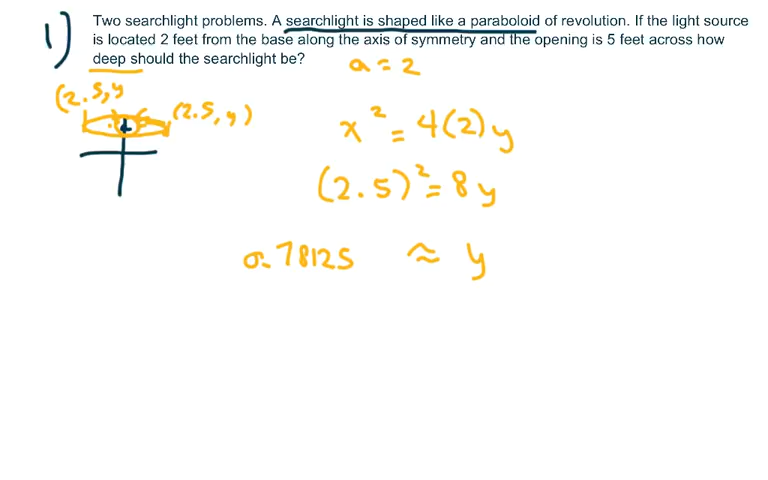 1) Two searchlight problems. A searchlight is shaped like a paraboloid of revolution. If the light source
is located 2 feet from the base along the axis of symmetry and the opening is 5 feet across how
deep should the searchlight be?
a = 2
(2.5, y
(2.5, y)
x² = 4(2)y
(2.5)² = 8y
0.78125 ≈ y